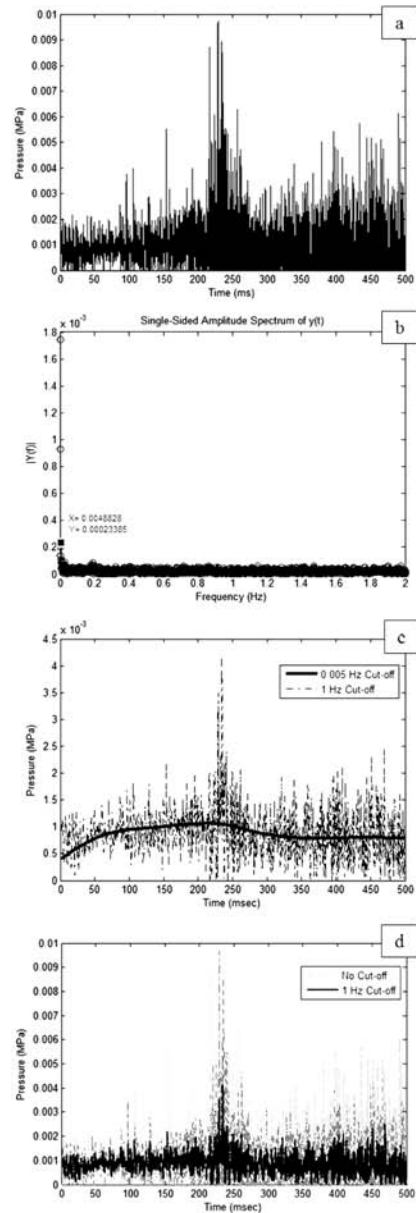 a
0.01
0.009
0.008
0.007
0.006
0.005
0.004
0.003
0.002
0.001
0
Pressure (MPa)
0 50 100 150 200 250 300 350 400 450 500
Time (ms)
b
Single-Sided Amplitude Spectrum of y(t)
x 10⁻³
1.8
1.6
1.4
1.2
1
0.8
0.6
0.4
0.2
0
|Y(f)|
X= 0.0048828
Y= 0.00023385
0 0.2 0.4 0.6 0.8 1 1.2 1.4 1.6 1.8 2
Frequency (Hz)
c
x 10⁻³
4.5
4
3.5
3
2.5
2
1.5
1
0.5
0
Pressure (MPa)
0 005 Hz Cut-off
1 Hz Cut-off
0 50 100 150 200 250 300 350 400 450 500
Time (msec)
d
0.01
0.009
0.008
0.007
0.006
0.005
0.004
0.003
0.002
0.001
0
Pressure (MPa)
No Cut-off
1 Hz Cut-off
0 50 100 150 200 250 300 350 400 450 500
Time (msec)